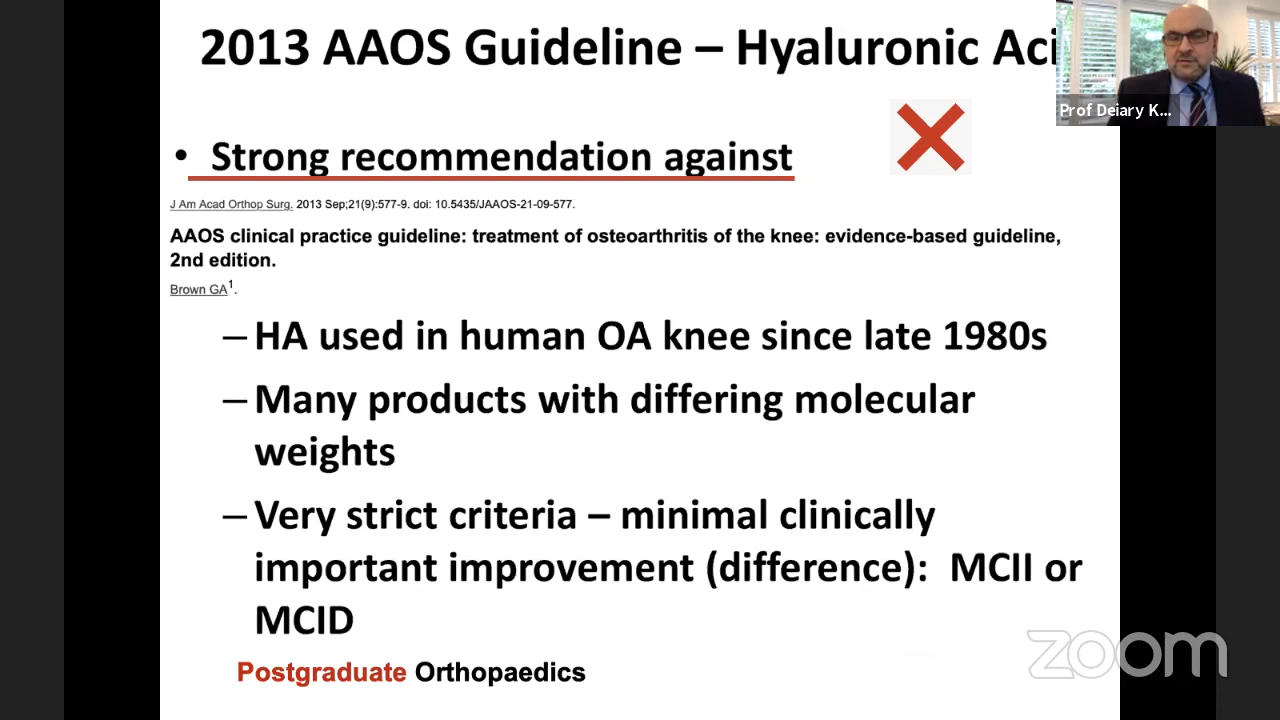 2013 AAOS Guideline – Hyaluronic Aci
Prof Deiary K...
• Strong recommendation against
J Am Acad Orthop Surg. 2013 Sep;21(9):577-9. doi: 10.5435/JAAOS-21-09-577.
AAOS clinical practice guideline: treatment of osteoarthritis of the knee: evidence-based guideline,
2nd edition.
Brown GA1.
– HA used in human OA knee since late 1980s
– Many products with differing molecular
weights
– Very strict criteria – minimal clinically
important improvement (difference): MCII or
MCID
Postgraduate Orthopaedics
zoom